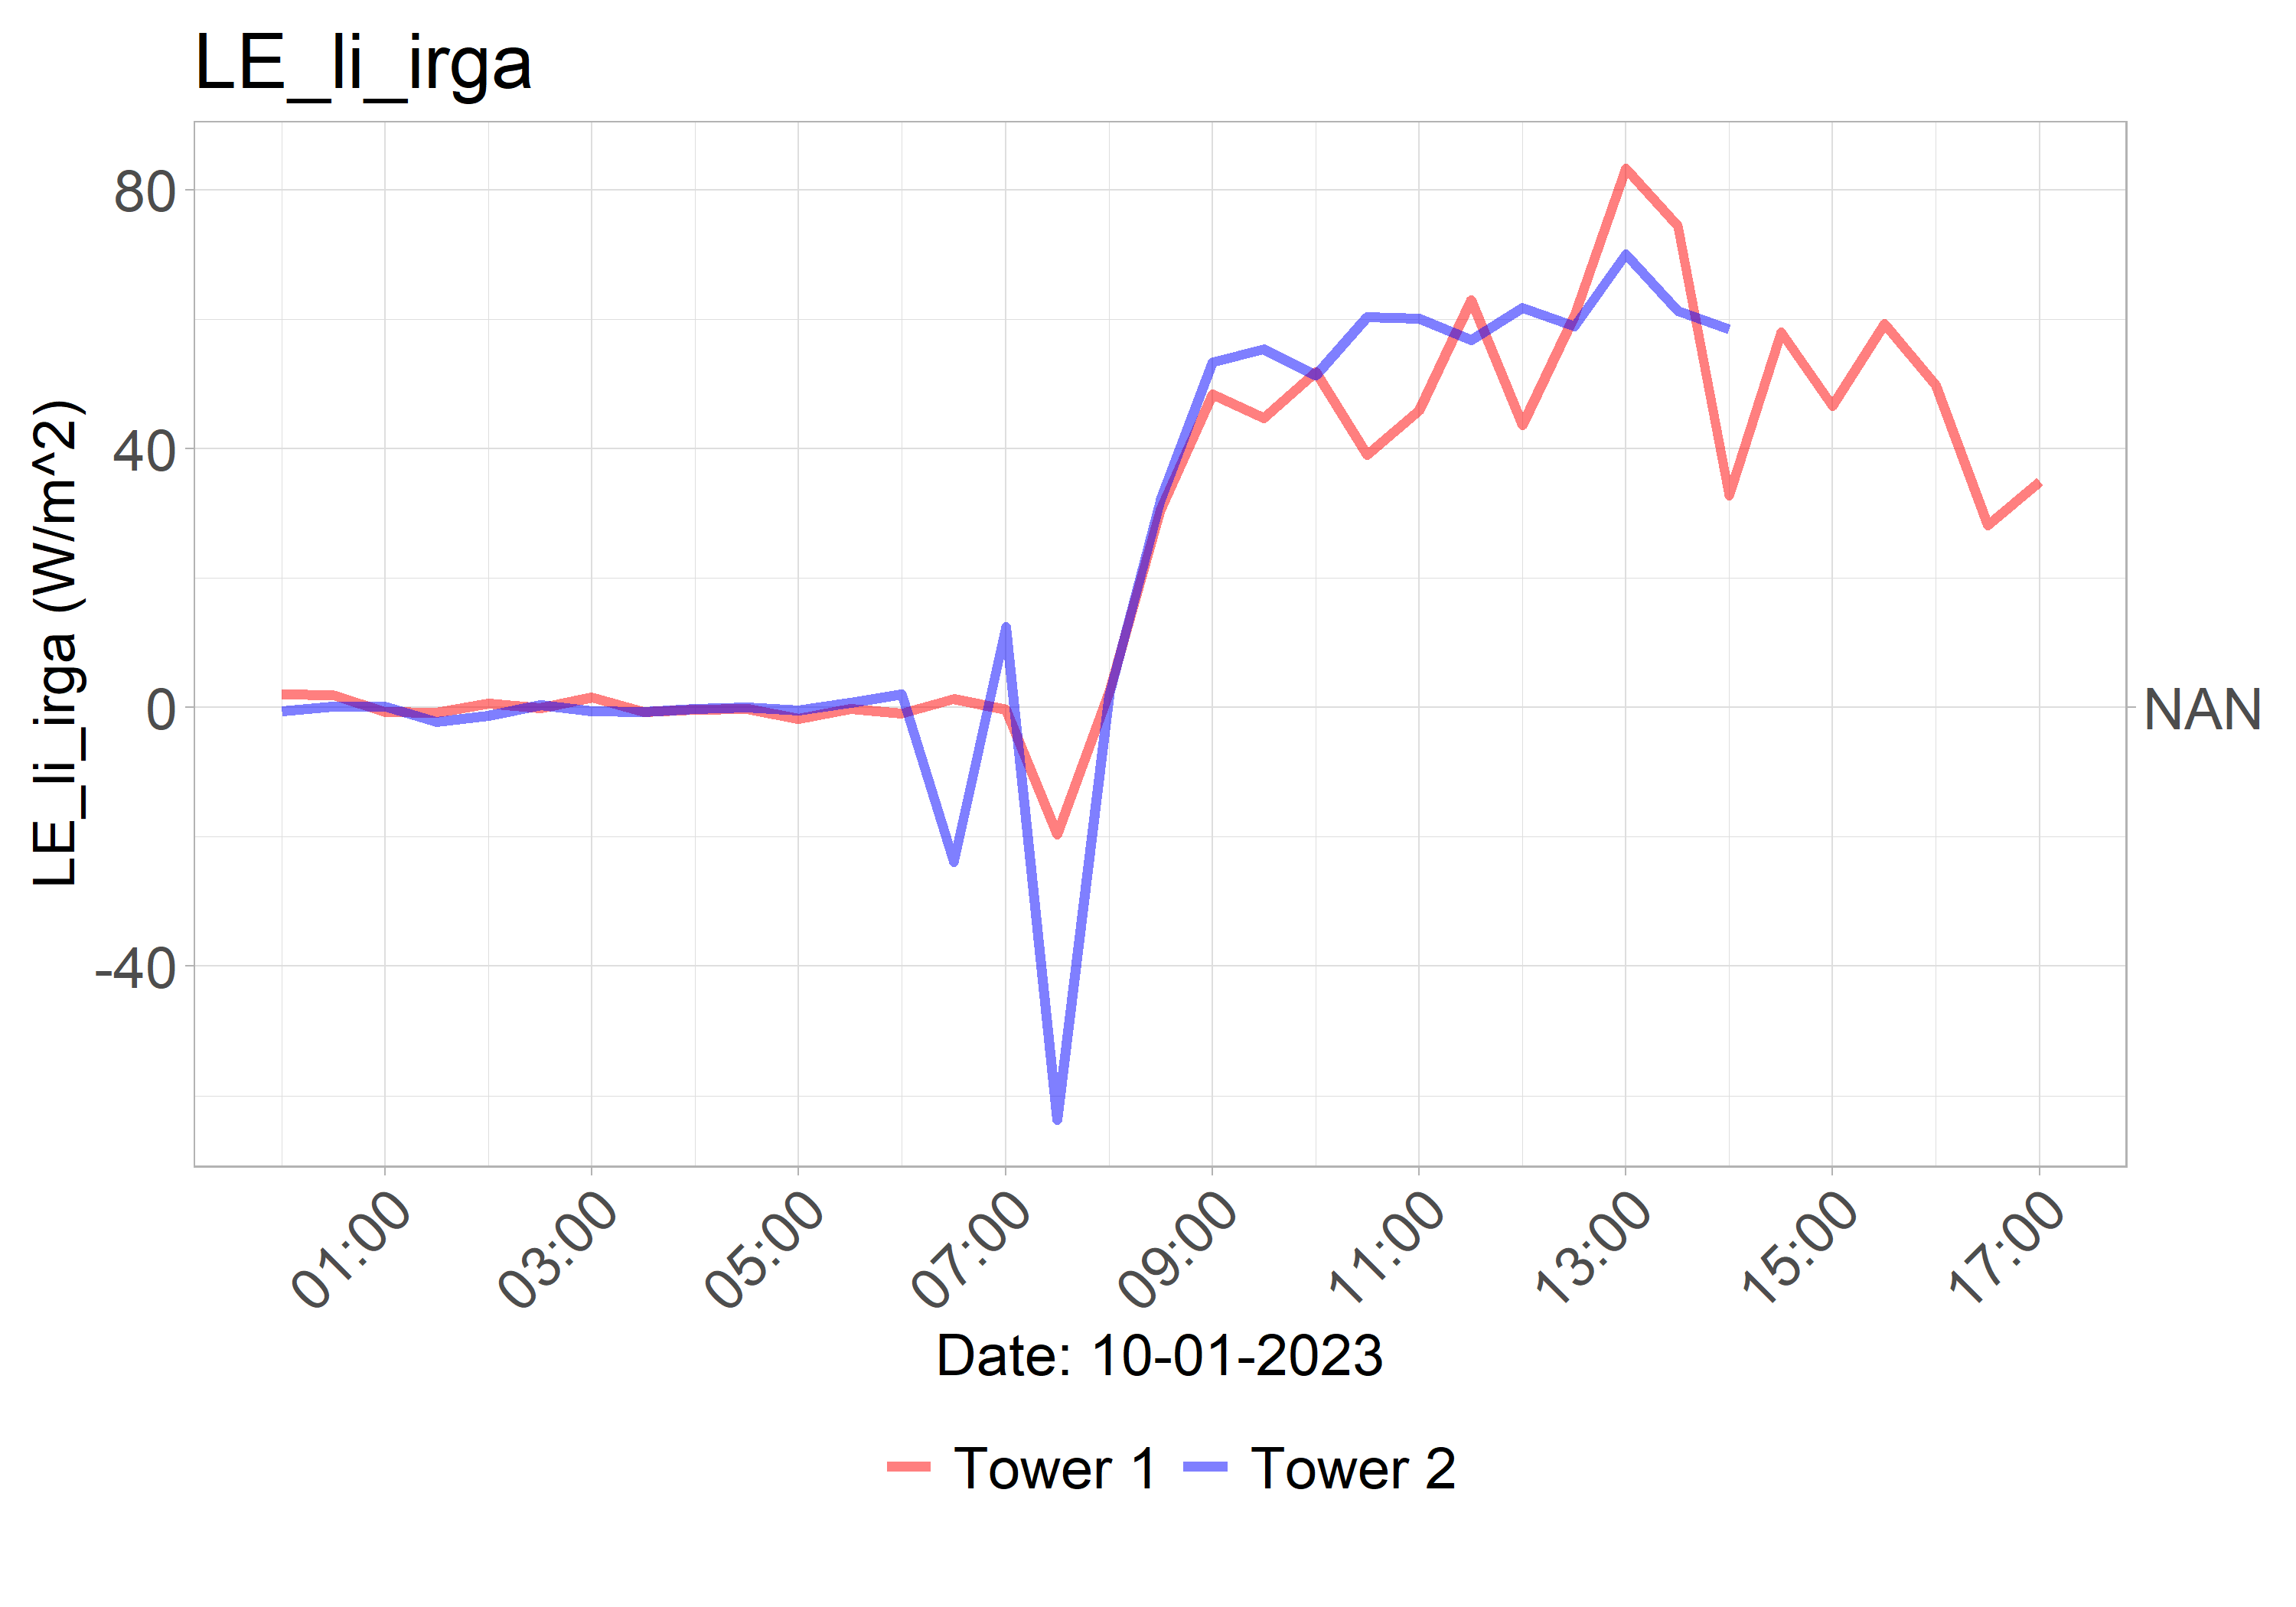 LE_li_irga
LE_li_irga (W/m^2)
80
40
0
-40
NAN
01:00 03:00 05:00 07:00 09:00 11:00 13:00 15:00 17:00
Date: 10-01-2023
Tower 1 Tower 2